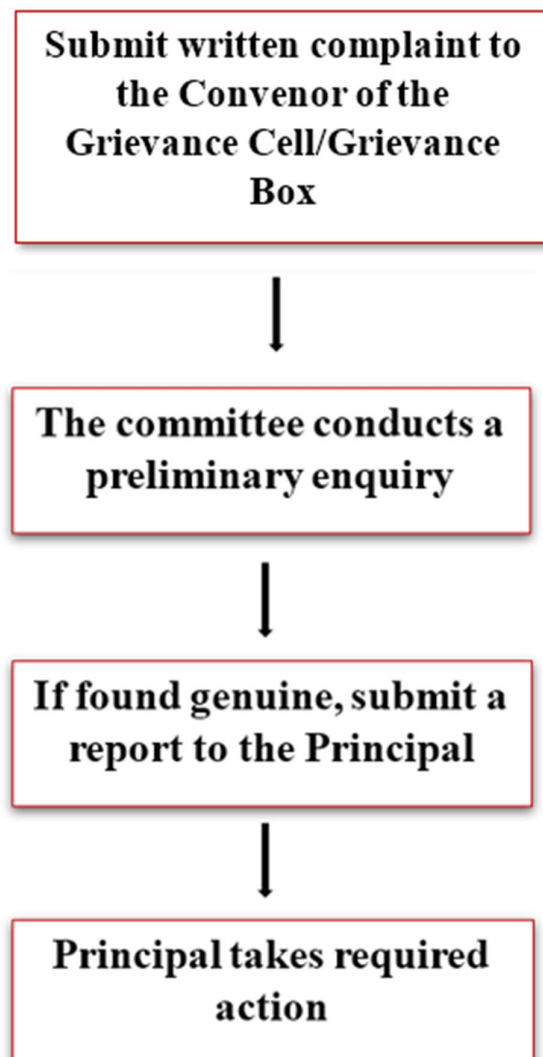 Submit written complaint to
the Convenor of the
Grievance Cell/Grievance
Box
The committee conducts a
preliminary enquiry
If found genuine, submit a
report to the Principal
Principal takes required
action